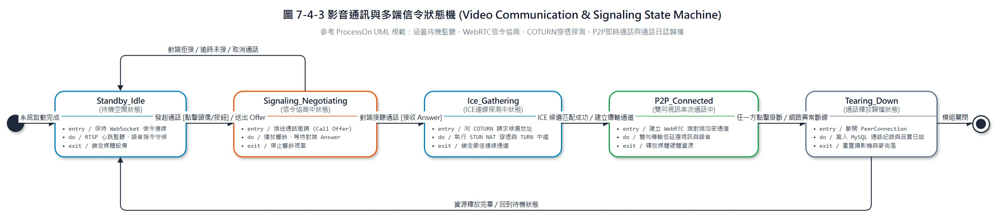 圖 7-4-3 影音通訊與多端信令狀態機 (Video Communication & Signaling State Machine)
參考 ProcessOn UML 規範：涵蓋待機監聽、WebRTC信令協商、COTURN穿透探測、P2P即時通話與通話日誌歸檔
對端拒接 / 逾時未接 / 取消通話
系統啟動完成
Standby_Idle
(待機空閒狀態)
• entry / 保持 WebSocket 信令連線
• do / RTSP 心跳監聽、語音指令守候
• exit / 鎖定媒體設備
發起通話 [點擊頭像/按鈕] / 送出 Offer
Signaling_Negotiating
(信令協商中狀態)
• entry / 推送通話邀請 (Call Offer)
• do / 播放響鈴、等待對端 Answer
• exit / 停止響鈴視窗
對端接聽通話 [接收 Answer]
Ice_Gathering
(ICE連線探測中狀態)
• entry / 向 COTURN 請求候選地址
• do / 執行 STUN NAT 穿透與 TURN 中繼
• exit / 鎖定最佳連線通道
ICE 候選匹配成功 / 建立傳輸通道
P2P_Connected
(雙向視訊串流通話中)
• entry / 建立 WebRTC 端對端加密通道
• do / 雙向傳輸低延遲視訊與語音
• exit / 釋放媒體硬體資源
任一方點擊掛斷 / 網路異常斷線
Tearing_Down
(通話釋放歸檔狀態)
• entry / 斷開 PeerConnection
• do / 寫入 MySQL 通話紀錄與品質日誌
• exit / 重置攝影機與麥克風
模組關閉
資源釋放完畢 / 回到待機狀態